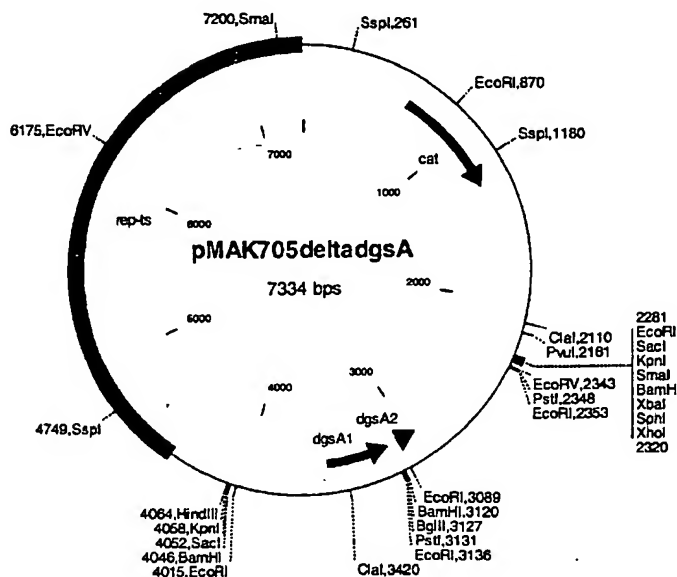 7200,SmaI
SspI,261
EcoRI,870
SspI,1180
6175,EcoRV
7000
cat
1000
rep-ts
6000
pMAK705deltadgsA
7334 bps
2000
5000
3000
4000
dgsA2
dgsA1
4749,SspI
ClaI,2110
PvuI,2161
EcoRV,2343
PstI,2348
EcoRI,2353
2281
EcoRI
SacI
KpnI
SmaI
BamH
XbaI
SphI
XhoI
2320
EcoRI,3089
BamHI,3120
BglII,3127
PstI,3131
EcoRI,3136
ClaI,3420
4064,HindIII
4058,KpnI
4052,SacI
4046,BamHI
4015,EcoRI